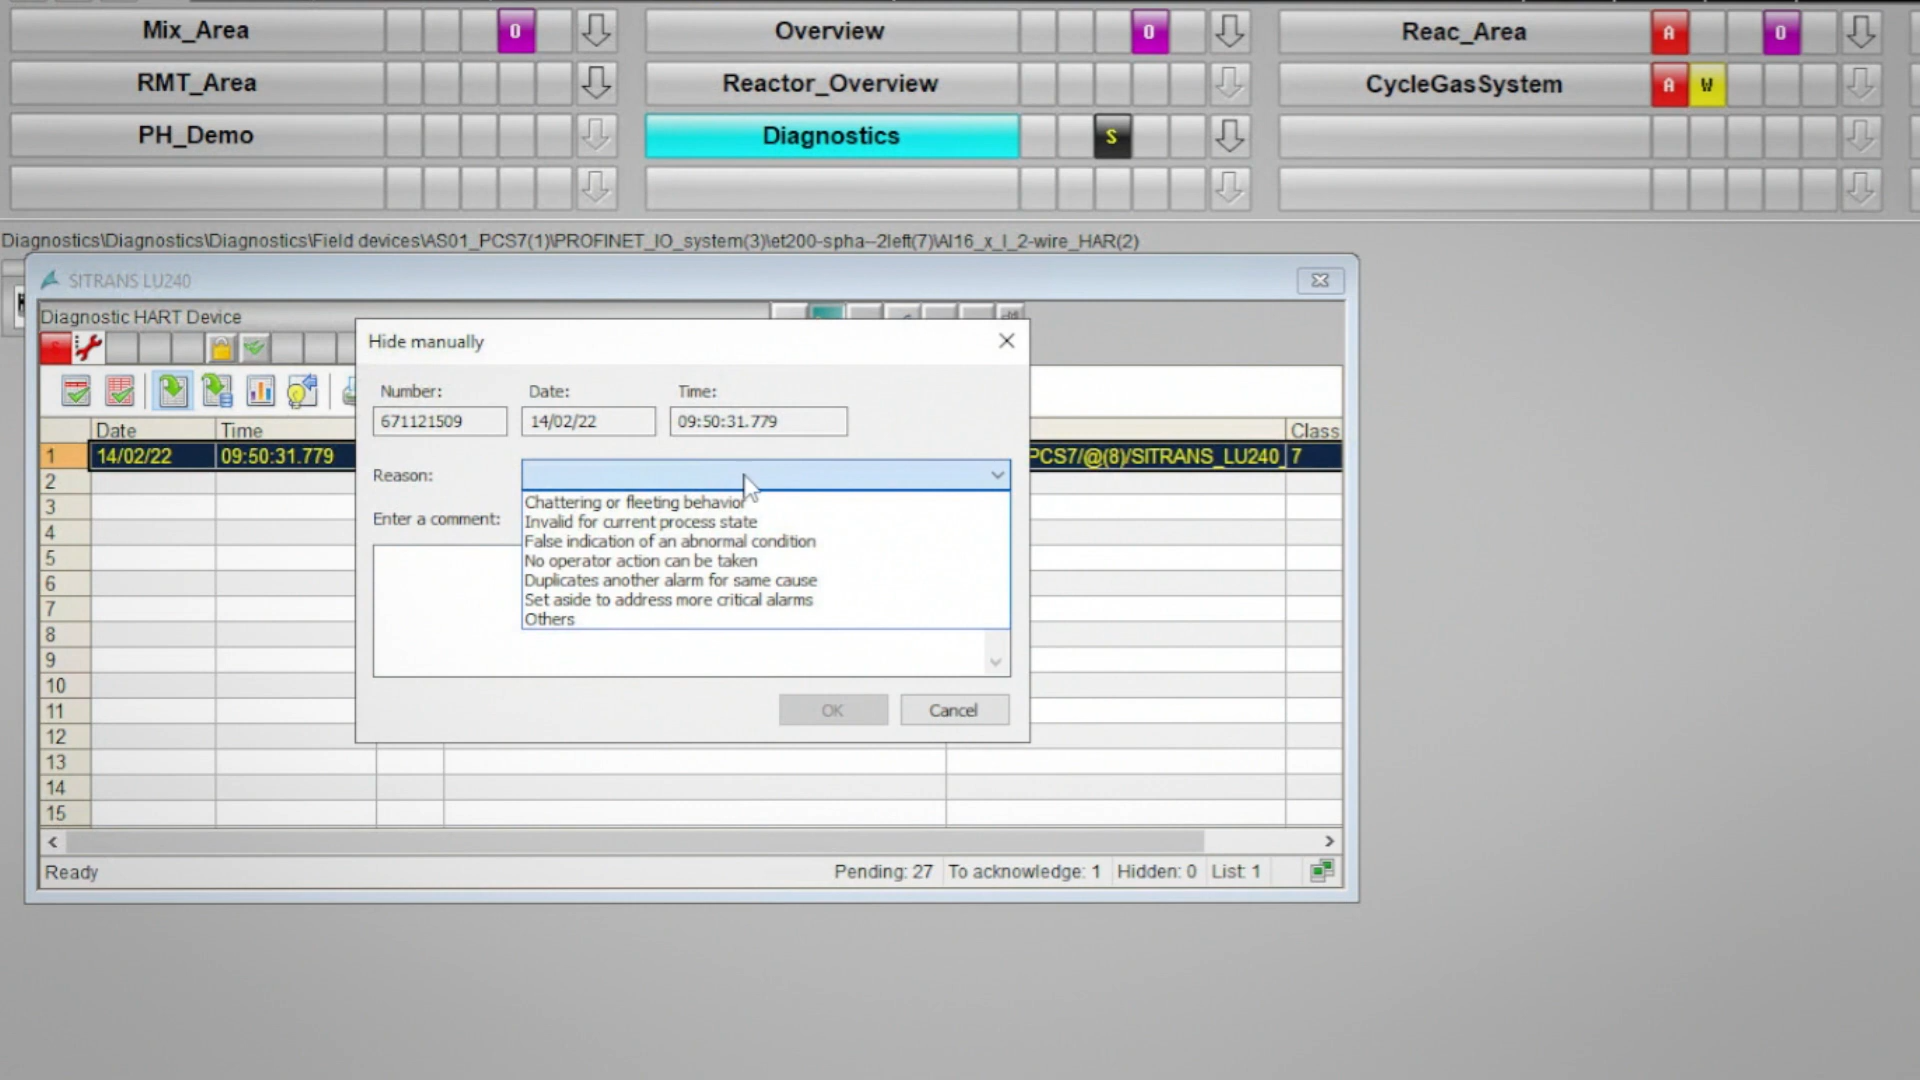 Mix_Area O Overview O Reac_Area A O
RMT_Area Reactor_Overview CycleGasSystem A W
PH_Demo Diagnostics S
Diagnostics\Diagnostics\Diagnostics\Field devices\AS01_PCS7(1)\PROFINET_IO_system(3)\et200-spha--2left(7)\AI16_x_I_2-wire_HAR(2)
SITRANS LU240
Diagnostic HART Device
S
Hide manually
Number: Date: Time:
671121509 14/02/22 09:50:31.779
Reason:
Chattering or fleeting behavior
Invalid for current process state
False indication of an abnormal condition
No operator action can be taken
Duplicates another alarm for same cause
Set aside to address more critical alarms
Others
Enter a comment:
OK Cancel
Date Time Class
1 14/02/22 09:50:31.779 PCS7/@(8)/SITRANS_LU240_ 7
2
3
4
5
6
7
8
9
10
11
12
13
14
15
Ready Pending: 27 To acknowledge: 1 Hidden: 0 List: 1